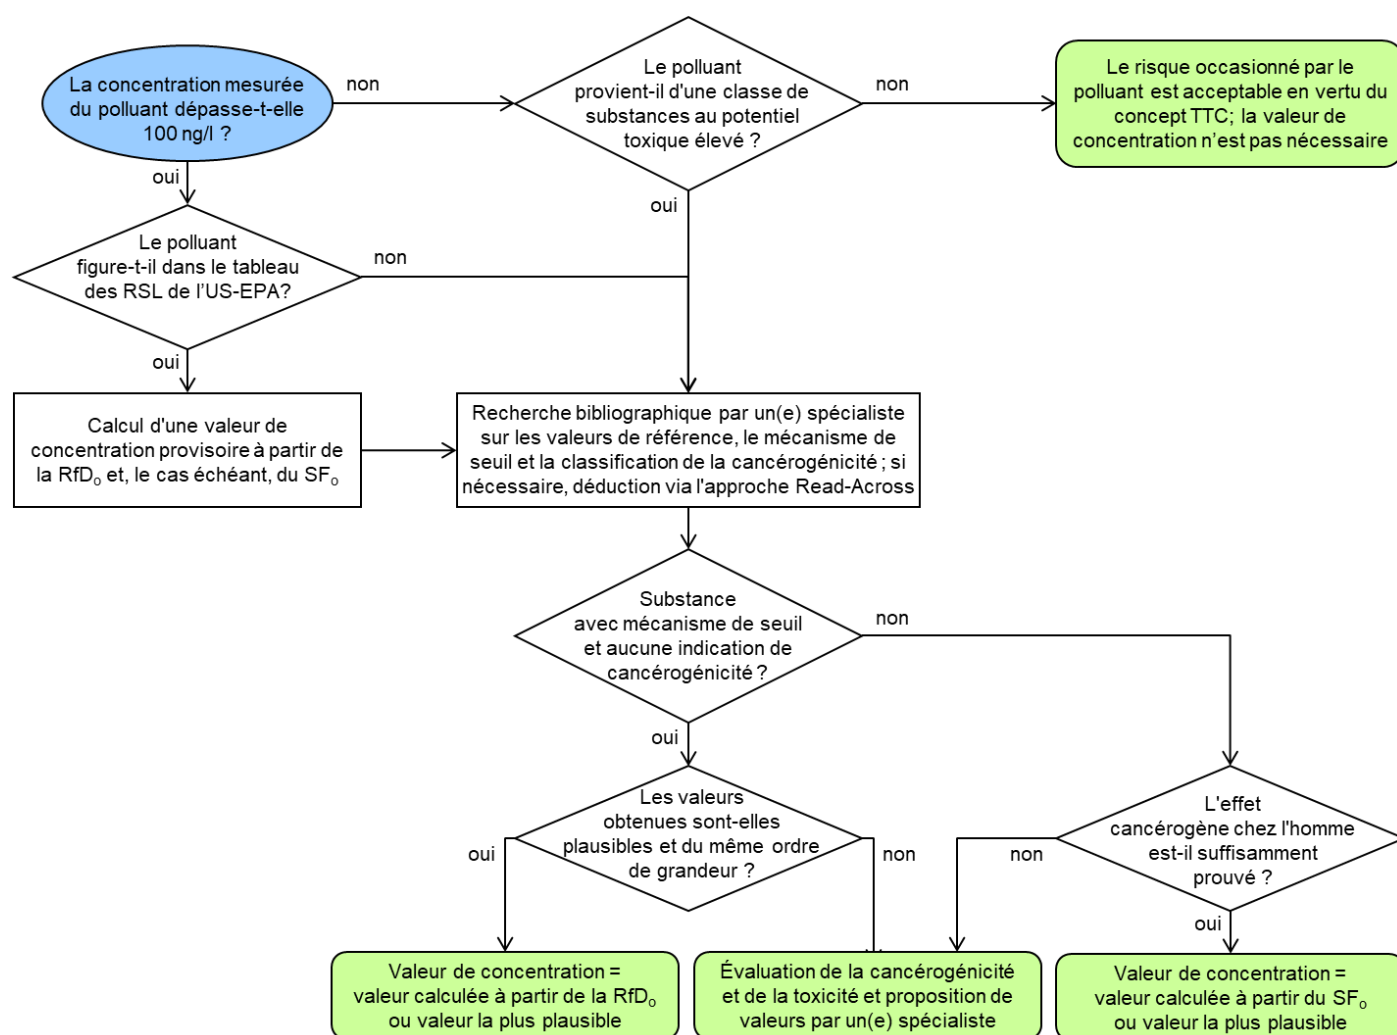 La concentration mesurée
du polluant dépasse-t-elle
100 ng/l ?
non
Le polluant
provient-il d'une classe de
substances au potentiel
toxique élevé ?
non
Le risque occasionné par le
polluant est acceptable en vertu du
concept TTC; la valeur de
concentration n’est pas nécessaire
oui
oui
Le polluant
figure-t-il dans le tableau
des RSL de l’US-EPA?
non
oui
Calcul d'une valeur de
concentration provisoire à partir de
la RfDo et, le cas échéant, du SFo
Recherche bibliographique par un(e) spécialiste
sur les valeurs de référence, le mécanisme de
seuil et la classification de la cancérogénicité ; si
nécessaire, déduction via l'approche Read-Across
Substance
avec mécanisme de seuil
et aucune indication de
cancérogénicité ?
non
oui
Les valeurs
obtenues sont-elles
plausibles et du même ordre
de grandeur ?
oui
non
L'effet
cancérogène chez l'homme
est-il suffisamment
prouvé ?
non
oui
Valeur de concentration =
valeur calculée à partir de la RfDo
ou valeur la plus plausible
Évaluation de la cancérogénicité
et de la toxicité et proposition de
valeurs par un(e) spécialiste
Valeur de concentration =
valeur calculée à partir du SFo
ou valeur la plus plausible